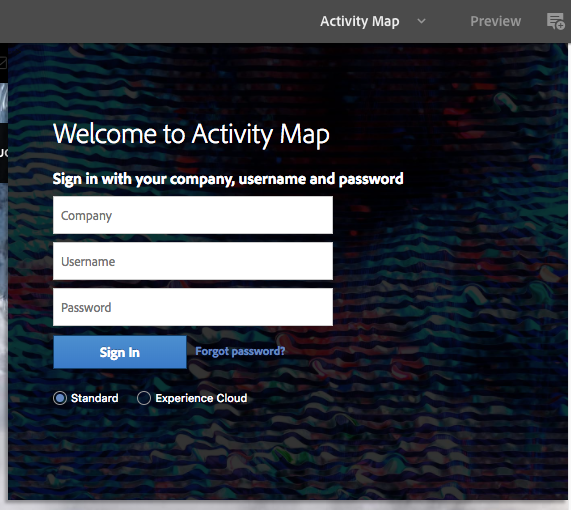 Activity Map
Preview
Welcome to Activity Map
Sign in with your company, username and password
Company
Username
Password
Sign In
Forgot password?
Standard
Experience Cloud